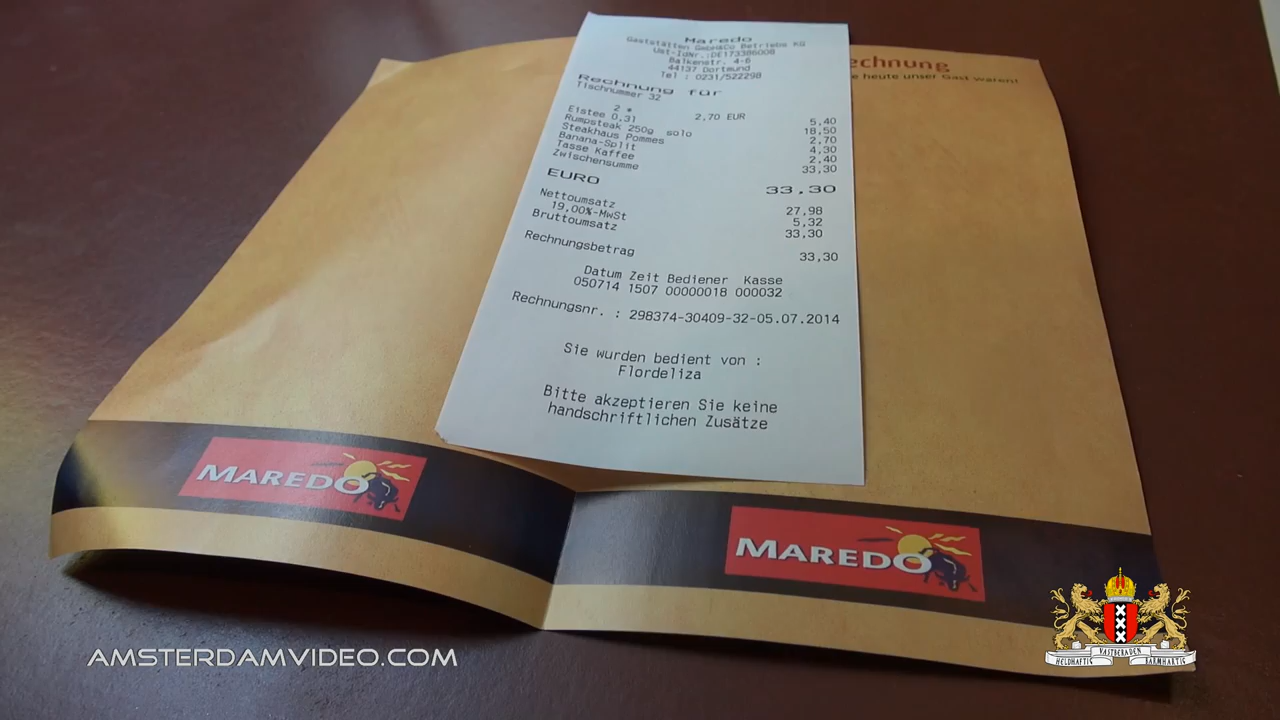 Maredo
Gaststätten GmbH&Co Betriebs KG
Ust-IdNr.:DE173386008
Balkenstr. 4-6
44137 Dortmund
Tel : 0231/522298
Rechnung für
Tischnummer 32
2 * 2,70 EUR
Eistee 0,3l 5,40
Rumpsteak 250g solo 18,50
Steakhaus Pommes 2,70
Banana-Split 4,30
Tasse Kaffee 2,40
Zwischensumme 33,30
EURO 33,30
Nettoumsatz 27,98
19,00%-MwSt 5,32
Bruttoumsatz 33,30
Rechnungsbetrag 33,30
Datum Zeit Bediener Kasse
050714 1507 00000018 000032
Rechnungsnr. : 298374-30409-32-05.07.2014
Sie wurden bedient von :
Flordeliza
Bitte akzeptieren Sie keine
handschriftlichen Zusätze
echnung
e heute unser Gast waren!
MAREDO
MAREDO
AMSTERDAMVIDEO.COM
HELDHAFTIG VASTBERADEN BARMHARTIG